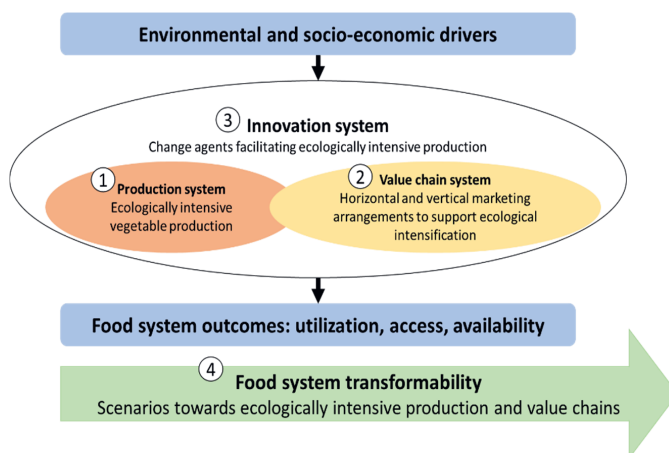 Environmental and socio-economic drivers
3 Innovation system
Change agents facilitating ecologically intensive production
1 Production system
Ecologically intensive
vegetable production
2 Value chain system
Horizontal and vertical marketing
arrangements to support ecological
intensification
Food system outcomes: utilization, access, availability
4 Food system transformability
Scenarios towards ecologically intensive production and value chains